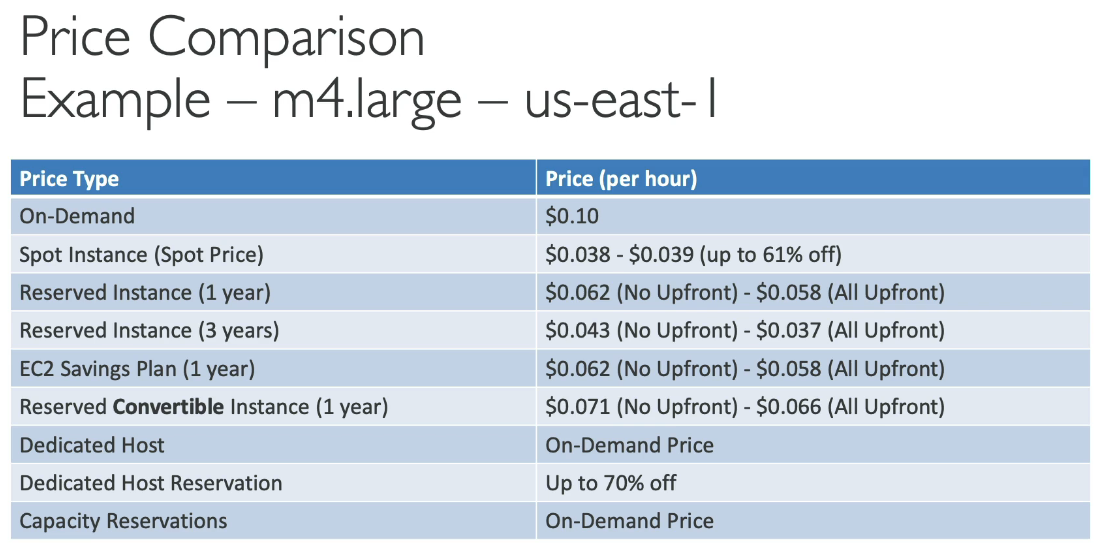 Price Comparison
Example – m4.large – us-east-1
Price Type Price (per hour)
On-Demand $0.10
Spot Instance (Spot Price) $0.038 - $0.039 (up to 61% off)
Reserved Instance (1 year) $0.062 (No Upfront) - $0.058 (All Upfront)
Reserved Instance (3 years) $0.043 (No Upfront) - $0.037 (All Upfront)
EC2 Savings Plan (1 year) $0.062 (No Upfront) - $0.058 (All Upfront)
Reserved Convertible Instance (1 year) $0.071 (No Upfront) - $0.066 (All Upfront)
Dedicated Host On-Demand Price
Dedicated Host Reservation Up to 70% off
Capacity Reservations On-Demand Price